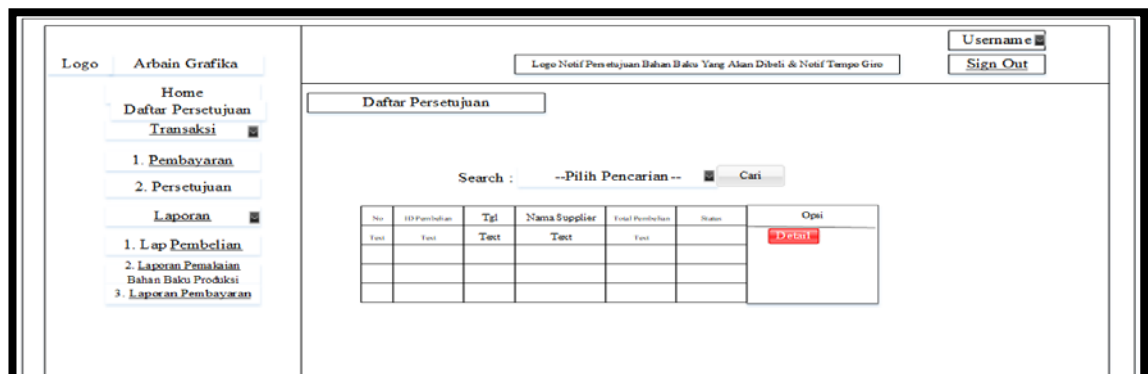 Username
Logo Arbain Grafika
Logo Notif Persetujuan Bahan Baku Yang Akan Dibeli & Notif Tempo Giro
Sign Out
Home
Daftar Persetujuan
Transaksi
1. Pembayaran
2. Persetujuan
Laporan
1. Lap Pembelian
2. Laporan Pemakaian
Bahan Baku Produksi
3. Laporan Pembayaran
Daftar Persetujuan
Search : --Pilih Pencarian-- Cari
No ID Pembelian Tgl Nama Supplier Total Pembelian Status Opsi
Text Text Text Text Text Detail